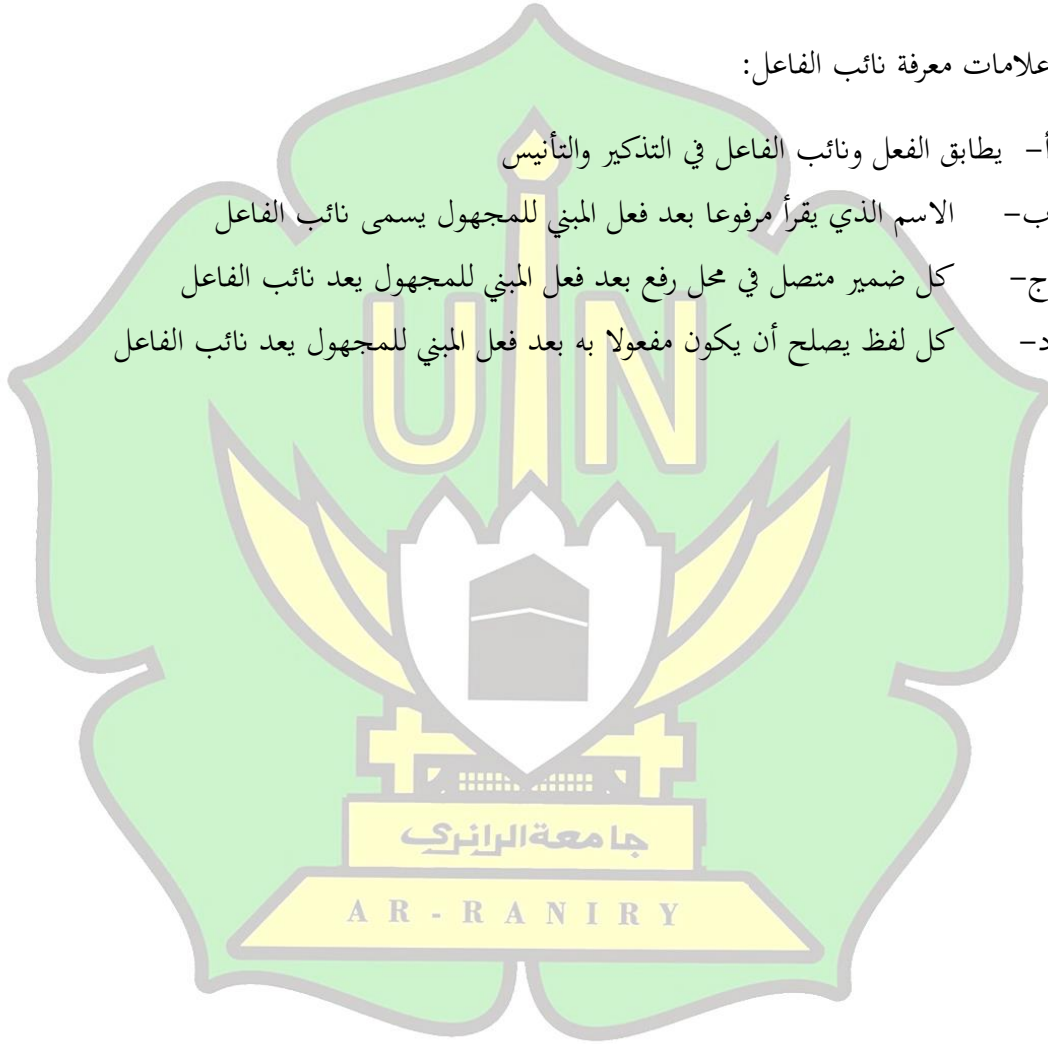 علامات معرفة نائب الفاعل:
أ- يطابق الفعل ونائب الفاعل في التذكير والتأنيس
ب- الاسم الذي يقرأ مرفوعا بعد فعل المبني للمجهول يسمى نائب الفاعل
ج- كل ضمير متصل في محل رفع بعد فعل المبني للمجهول يعد نائب الفاعل
د- كل لفظ يصلح أن يكون مفعولا به بعد فعل المبني للمجهول يعد نائب الفاعل
UIN
جامعة الرانري
AR-RANIRY